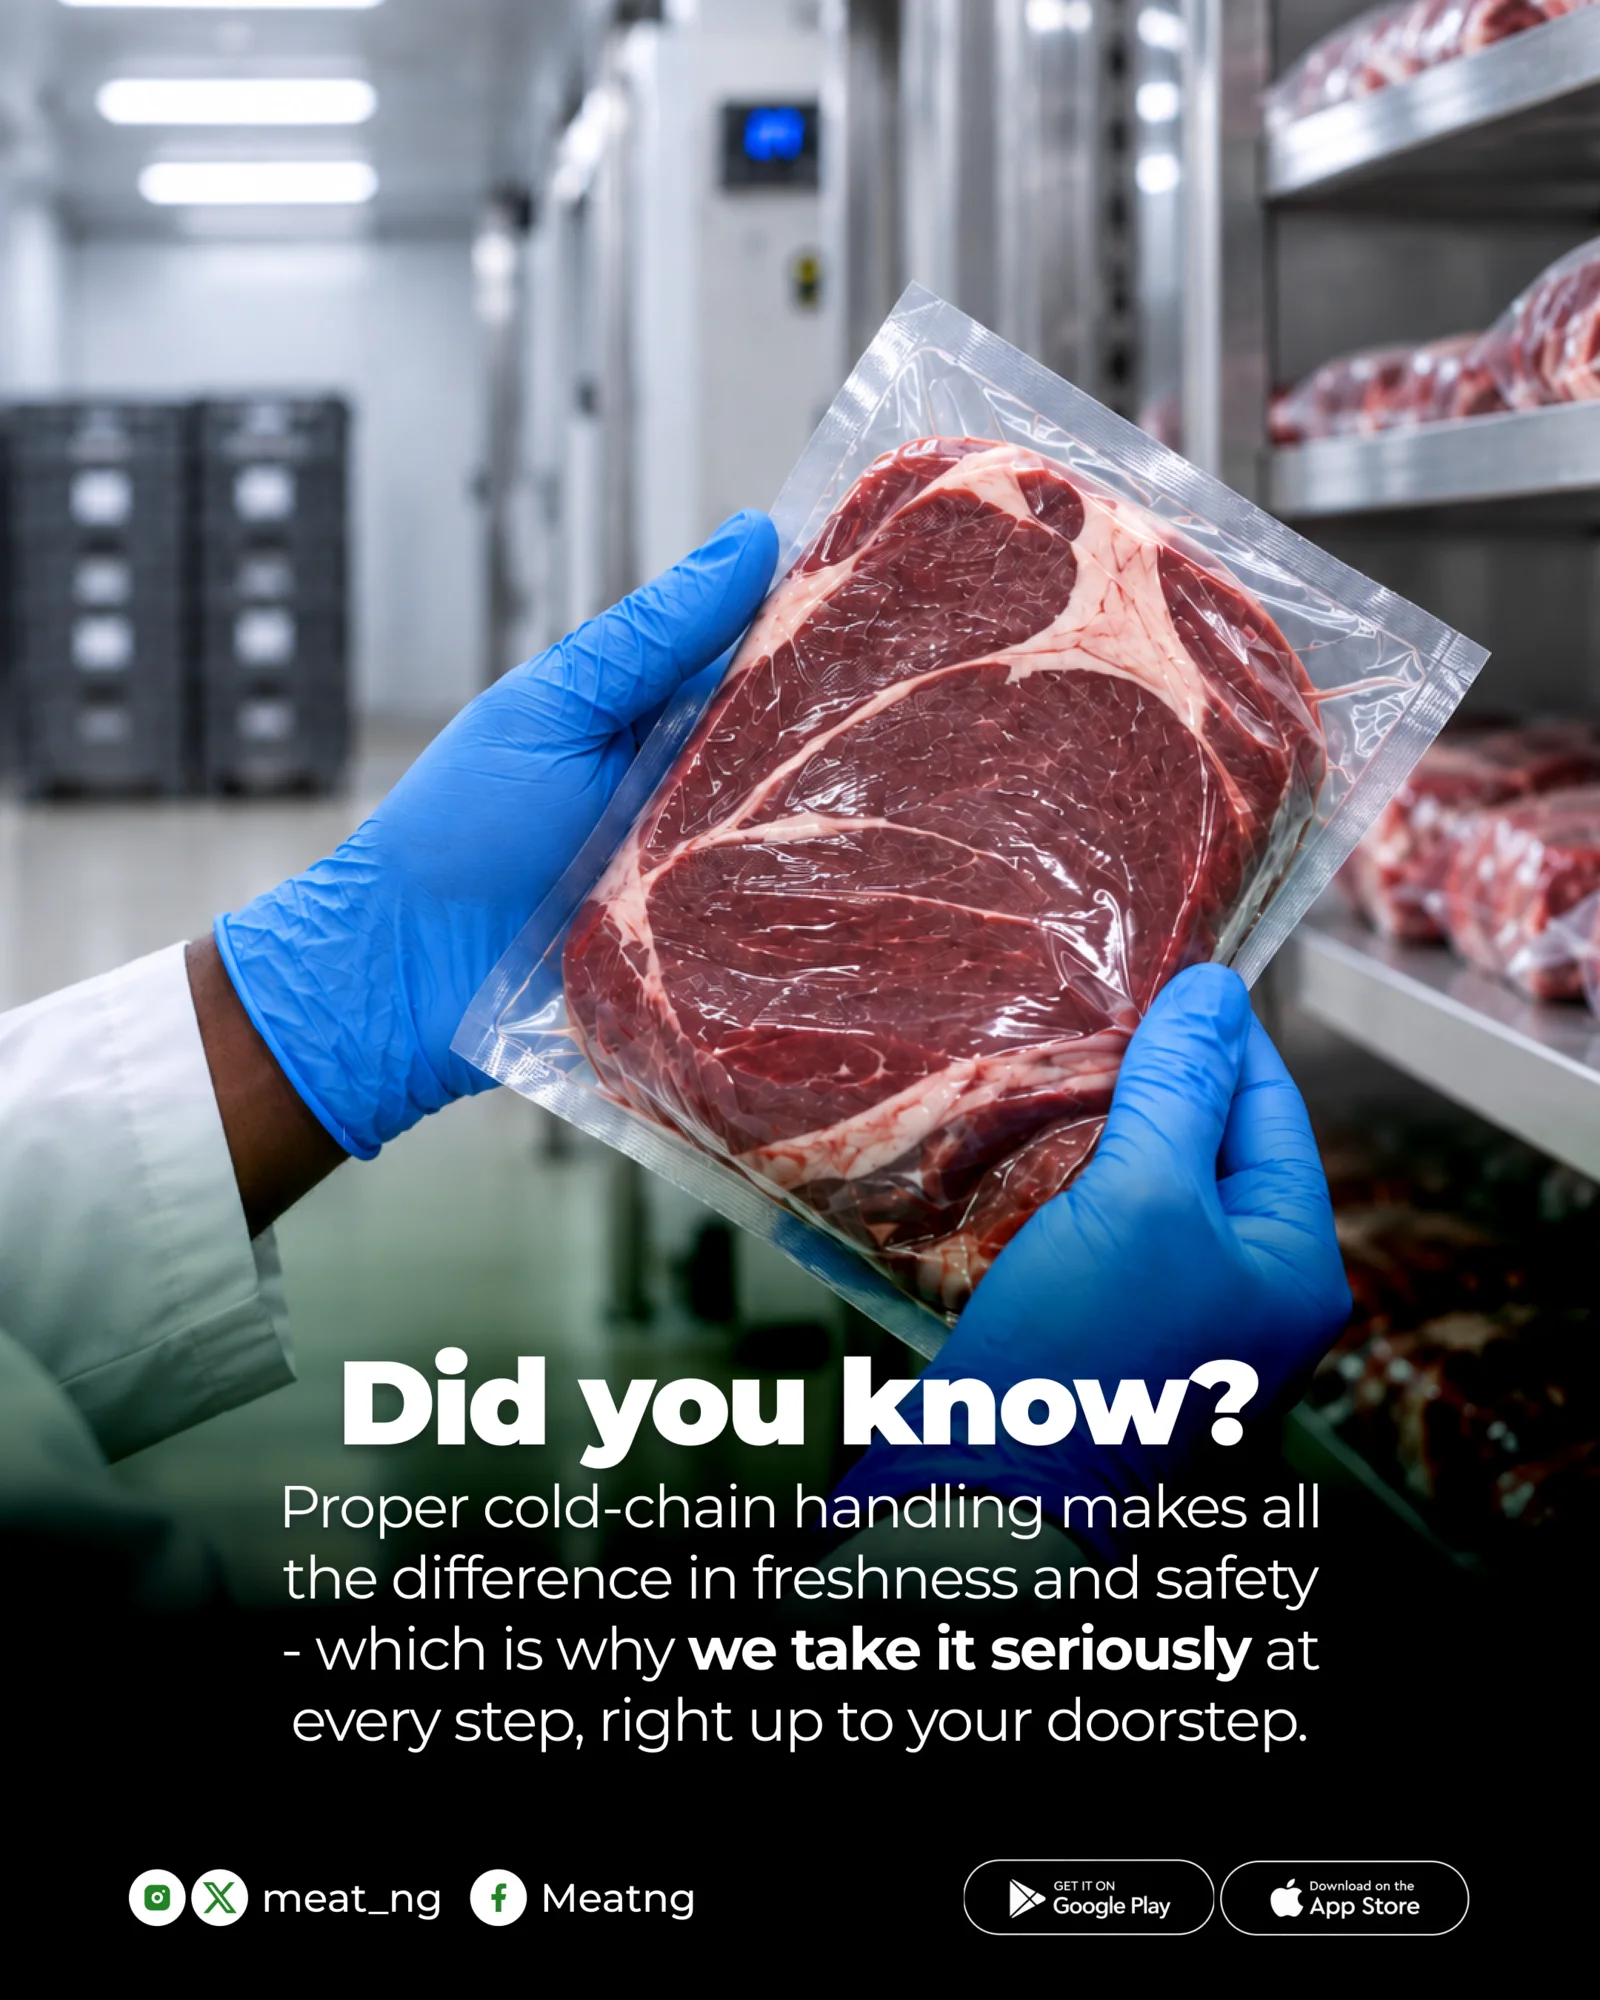 Did you know?
Proper cold-chain handling makes all
the difference in freshness and safety
- which is why we take it seriously at
every step, right up to your doorstep.
meat_ng
Meatng
GET IT ON
Google Play
Download on the
App Store